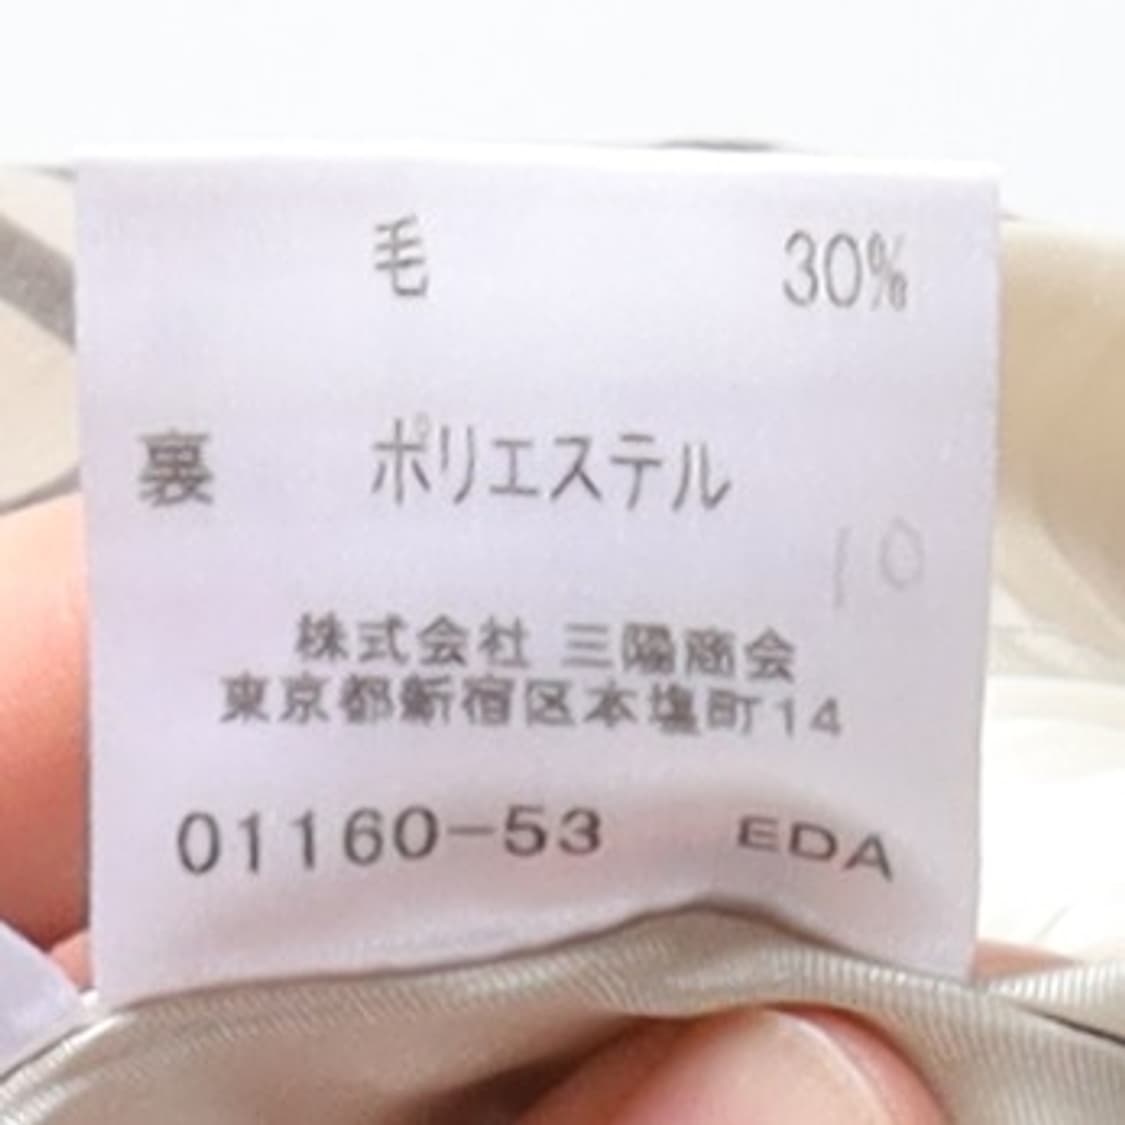 毛 30%
裏 ポリエステル
10
株式会社 三陽商会
東京都新宿区本塩町14
01160-53 EDA